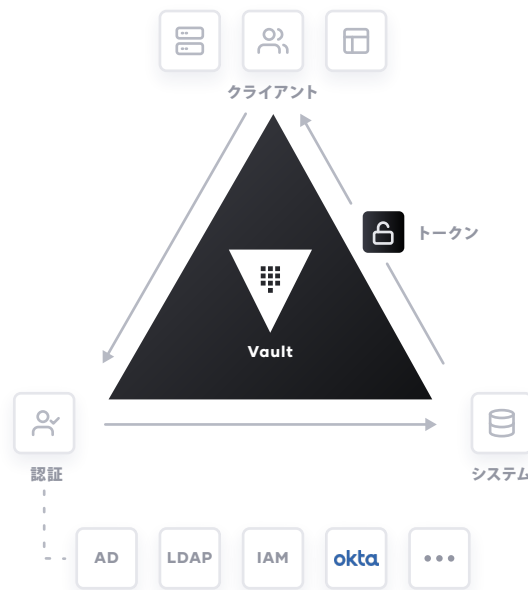 クライアント
トークン
Vault
認証
システム
AD
LDAP
IAM
okta